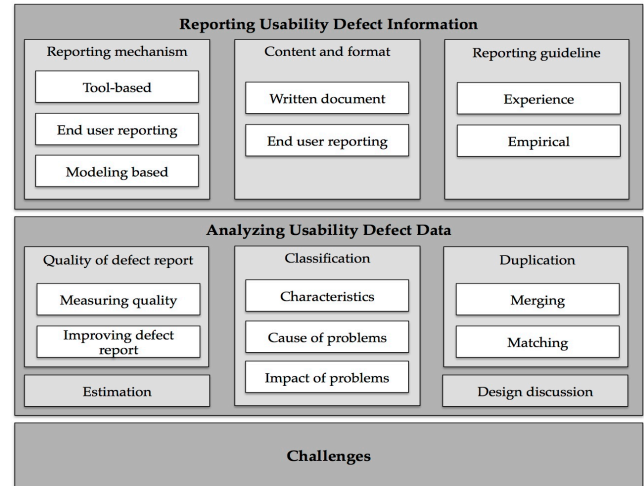 Reporting Usability Defect Information
Reporting mechanism
Tool-based
End user reporting
Modeling based
Content and format
Written document
End user reporting
Reporting guideline
Experience
Empirical
Analyzing Usability Defect Data
Quality of defect report
Measuring quality
Improving defect
report
Estimation
Classification
Characteristics
Cause of problems
Impact of problems
Duplication
Merging
Matching
Design discussion
Challenges